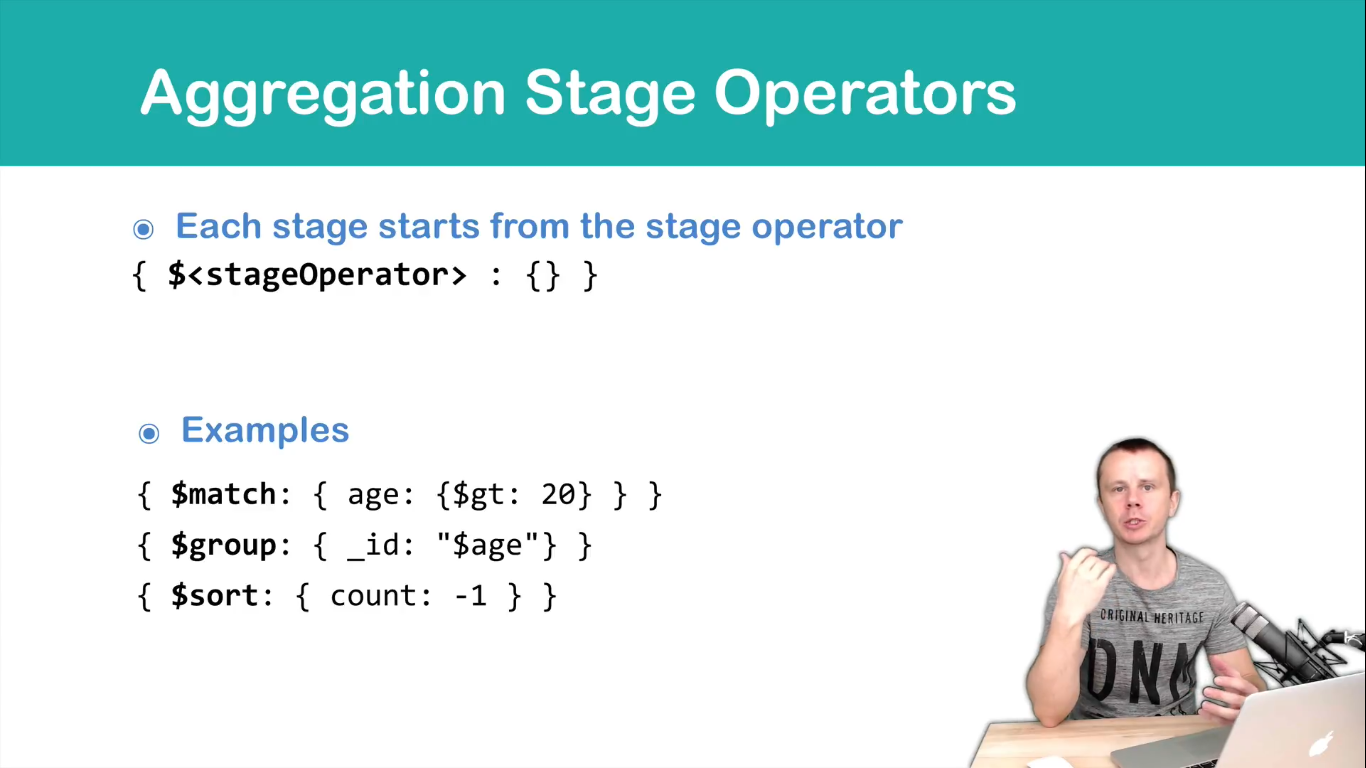 Aggregation Stage Operators
Each stage starts from the stage operator
{ $<stageOperator> : {} }
Examples
{ $match: { age: {$gt: 20} } }
{ $group: { _id: "$age"} }
{ $sort: { count: -1 } }
ORIGINAL HERITAGE
DNM